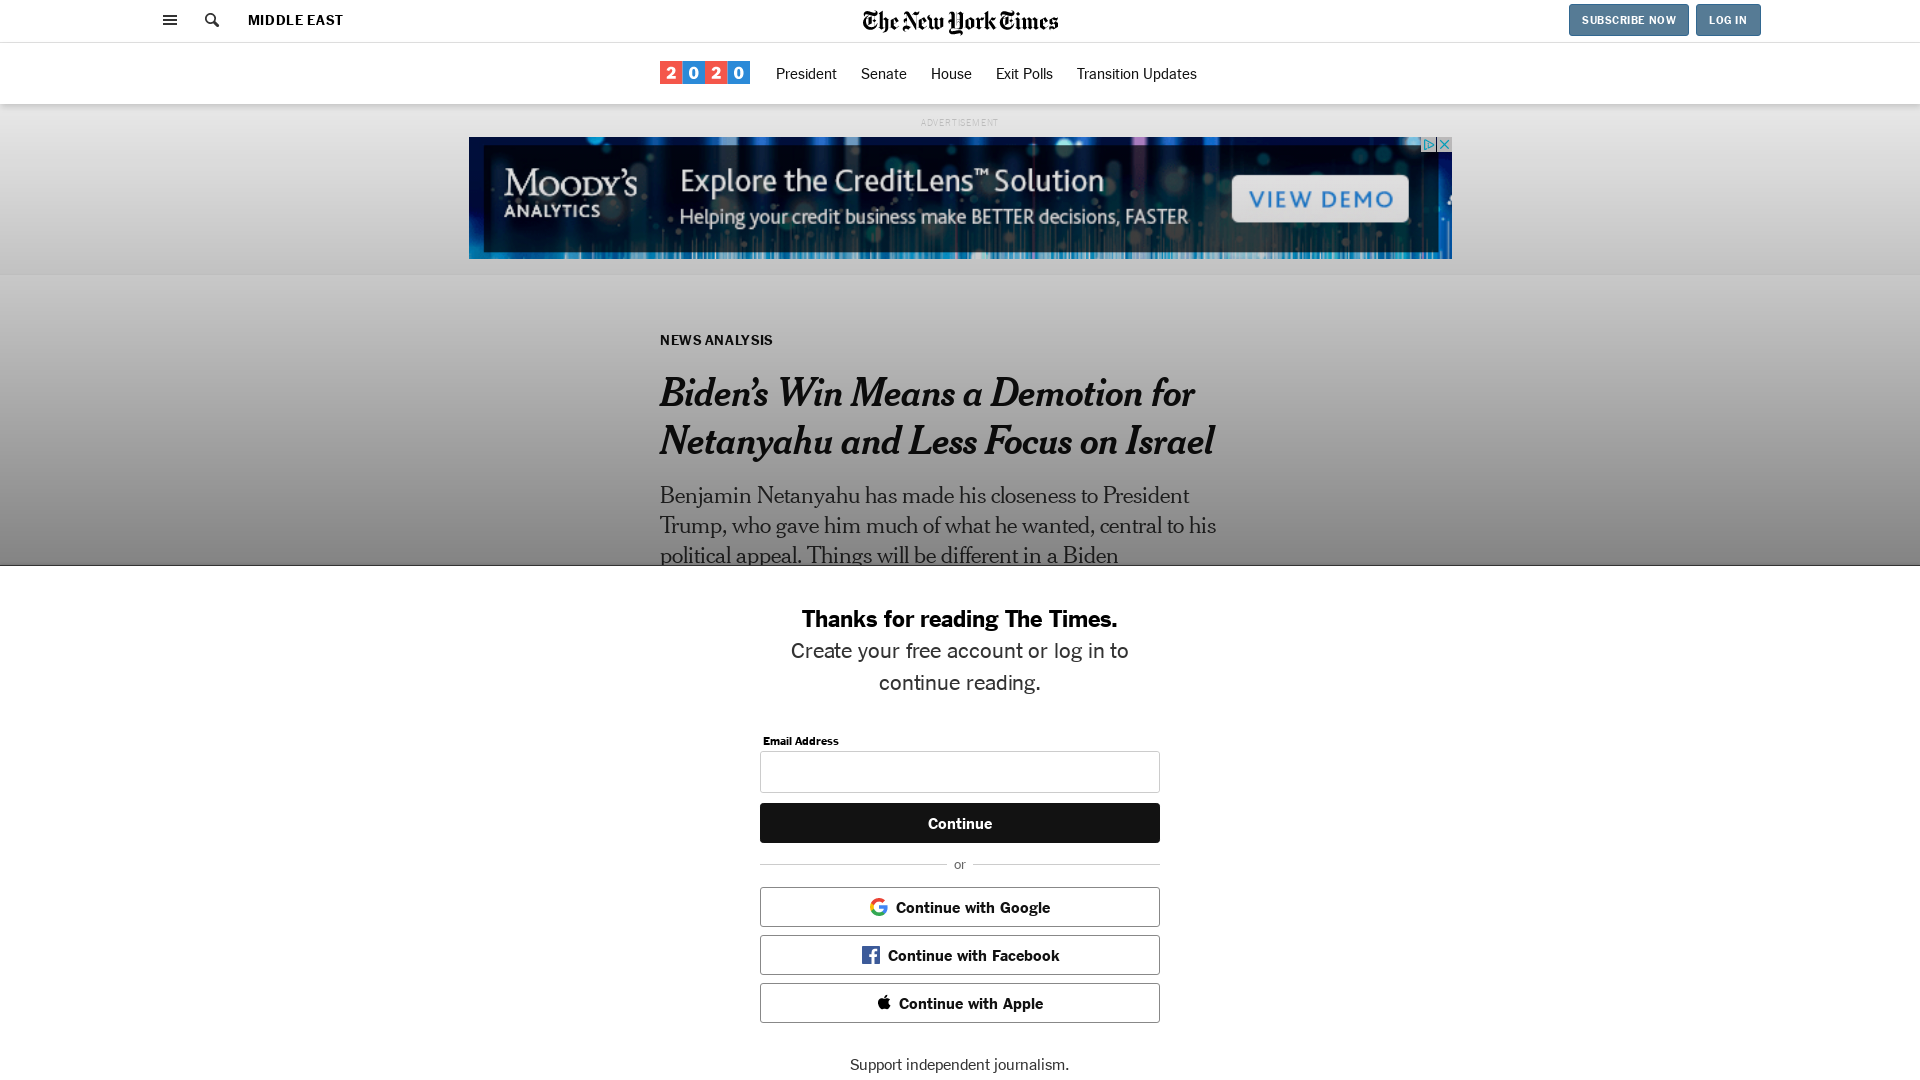 MIDDLE EAST
The New York Times
SUBSCRIBE NOW
LOG IN
2020
President
Senate
House
Exit Polls
Transition Updates
ADVERTISEMENT
MOODY'S
ANALYTICS
Explore the CreditLens™ Solution
Helping your credit business make BETTER decisions, FASTER
VIEW DEMO
NEWS ANALYSIS
Biden’s Win Means a Demotion for
Netanyahu and Less Focus on Israel
Benjamin Netanyahu has made his closeness to President
Trump, who gave him much of what he wanted, central to his
political appeal. Things will be different in a Biden
Thanks for reading The Times.
Create your free account or log in to
continue reading.
Email Address
Continue
or
Continue with Google
Continue with Facebook
Continue with Apple
Support independent journalism.